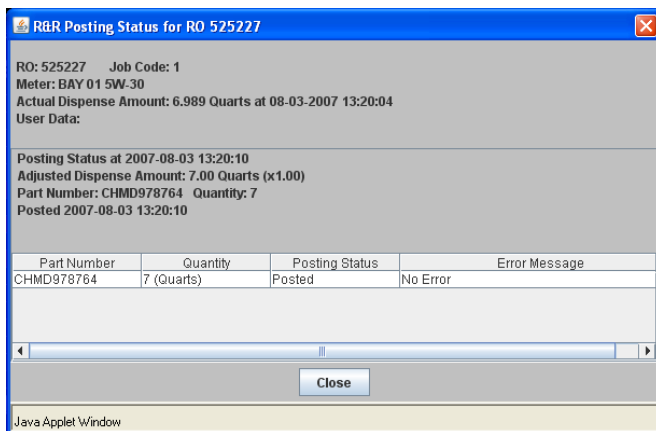 R&R Posting Status for RO 525227
RO: 525227 Job Code: 1
Meter: BAY 01 5W-30
Actual Dispense Amount: 6.989 Quarts at 08-03-2007 13:20:04
User Data:
Posting Status at 2007-08-03 13:20:10
Adjusted Dispense Amount: 7.00 Quarts (x1.00)
Part Number: CHMD978764 Quantity: 7
Posted 2007-08-03 13:20:10
Part Number Quantity Posting Status Error Message
CHMD978764 7 (Quarts) Posted No Error
Close
Java Applet Window